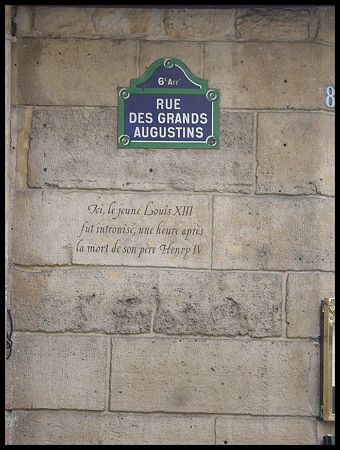 6ᵉ Arrᵗ
RUE
DES GRANDS
AUGUSTINS
8
Ici, le jeune Louis XIII
fut intronisé, une heure après
la mort de son père Henry IV